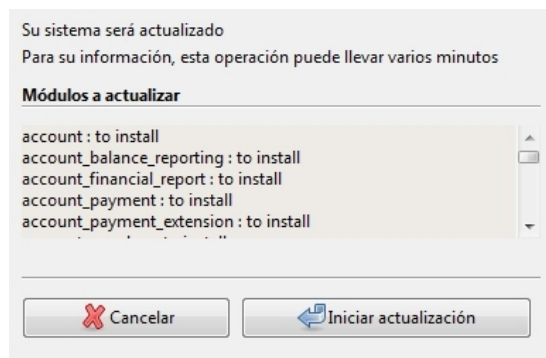 Su sistema será actualizado
Para su información, esta operación puede llevar varios minutos
Módulos a actualizar
account : to install
account_balance_reporting : to install
account_financial_report : to install
account_payment : to install
account_payment_extension : to install
Cancelar
Iniciar actualización